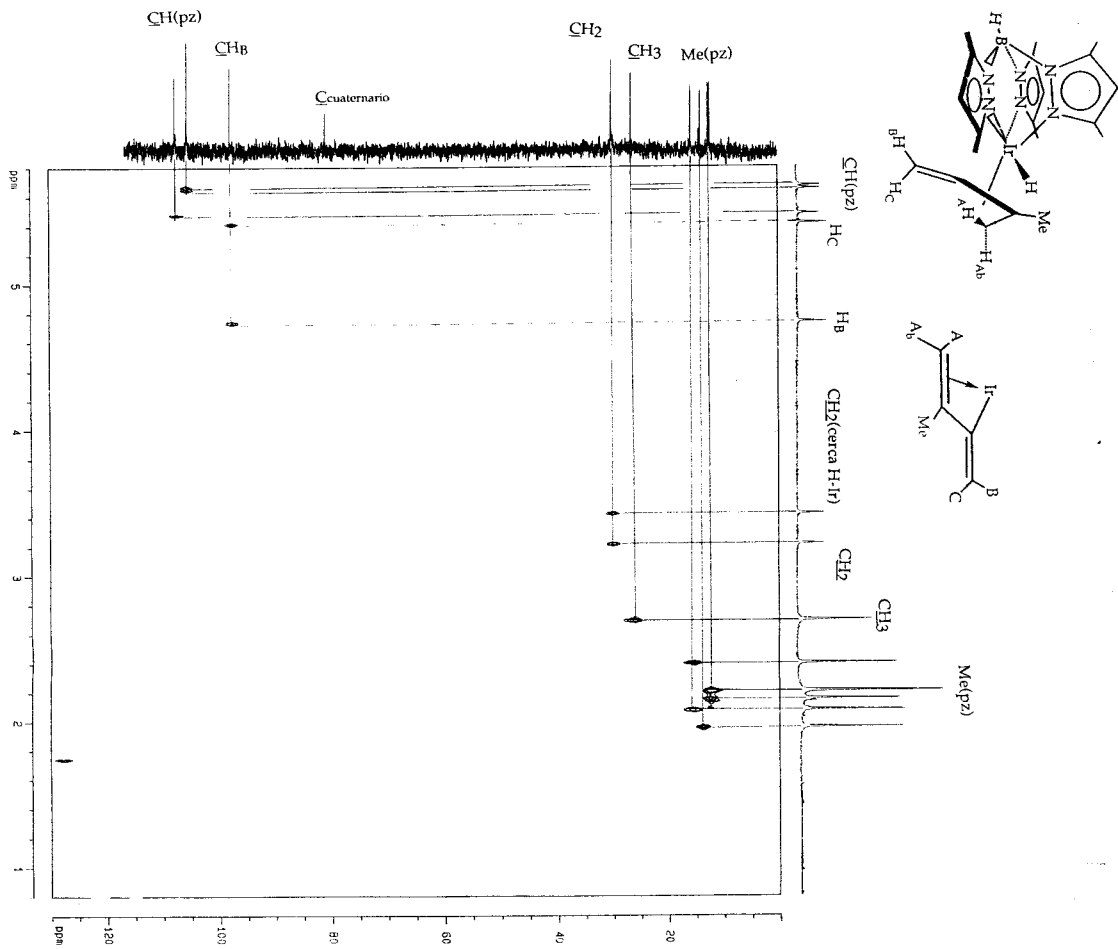 CH(pz)
CHB
Ccuaternario
CH2
CH3
Me(pz)
H-B
N-N
N-N
N-N
Ir
H
BH
HC
AH
Me
HAb
CH(pz)
HC
HB
CH2(cerca H-Ir)
CH2
CH3
Me(pz)
Ab
A
Ir
Me
C
B
ppm
5
4
3
2
1
ppm
120
100
80
60
40
20